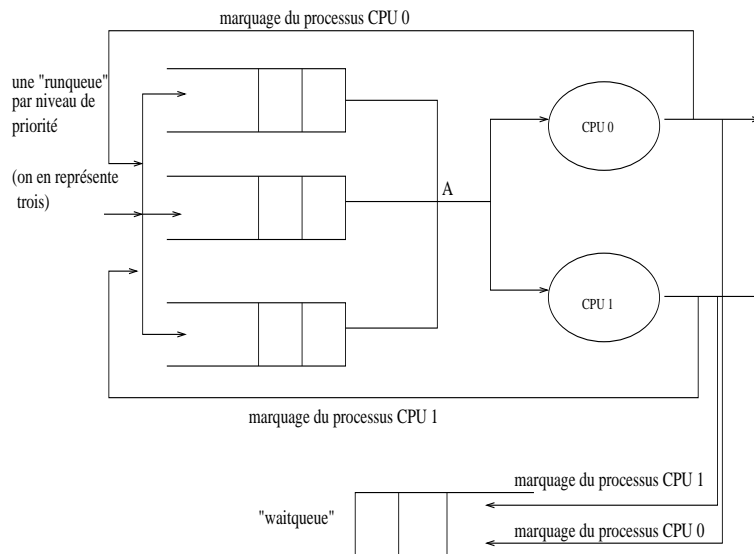 marquage du processus CPU 0
une "runqueue"
par niveau de
priorité
(on en représente
trois)
A
CPU 0
CPU 1
marquage du processus CPU 1
marquage du processus CPU 1
"waitqueue"
marquage du processus CPU 0